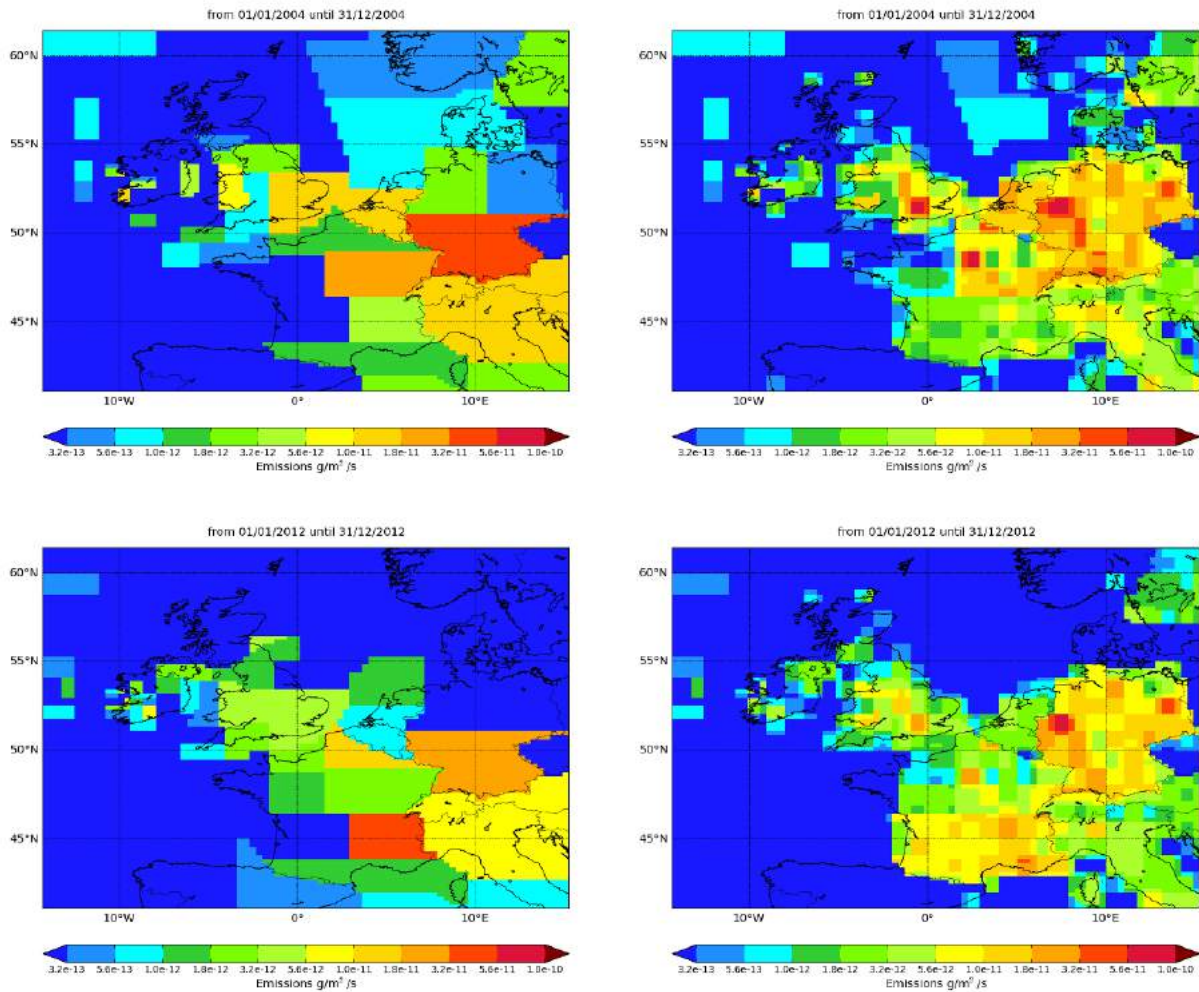 from 01/01/2004 until 31/12/2004
60°N
55°N
50°N
45°N
10°W 0° 10°E
3.2e-13 5.6e-13 1.0e-12 1.8e-12 3.2e-12 5.6e-12 1.0e-11 1.8e-11 3.2e-11 5.6e-11 1.0e-10
Emissions g/m²/s
from 01/01/2004 until 31/12/2004
60°N
55°N
50°N
45°N
10°W 0° 10°E
3.2e-13 5.6e-13 1.0e-12 1.8e-12 3.2e-12 5.6e-12 1.0e-11 1.8e-11 3.2e-11 5.6e-11 1.0e-10
Emissions g/m²/s
from 01/01/2012 until 31/12/2012
60°N
55°N
50°N
45°N
10°W 0° 10°E
3.2e-13 5.6e-13 1.0e-12 1.8e-12 3.2e-12 5.6e-12 1.0e-11 1.8e-11 3.2e-11 5.6e-11 1.0e-10
Emissions g/m²/s
from 01/01/2012 until 31/12/2012
60°N
55°N
50°N
45°N
10°W 0° 10°E
3.2e-13 5.6e-13 1.0e-12 1.8e-12 3.2e-12 5.6e-12 1.0e-11 1.8e-11 3.2e-11 5.6e-11 1.0e-10
Emissions g/m²/s